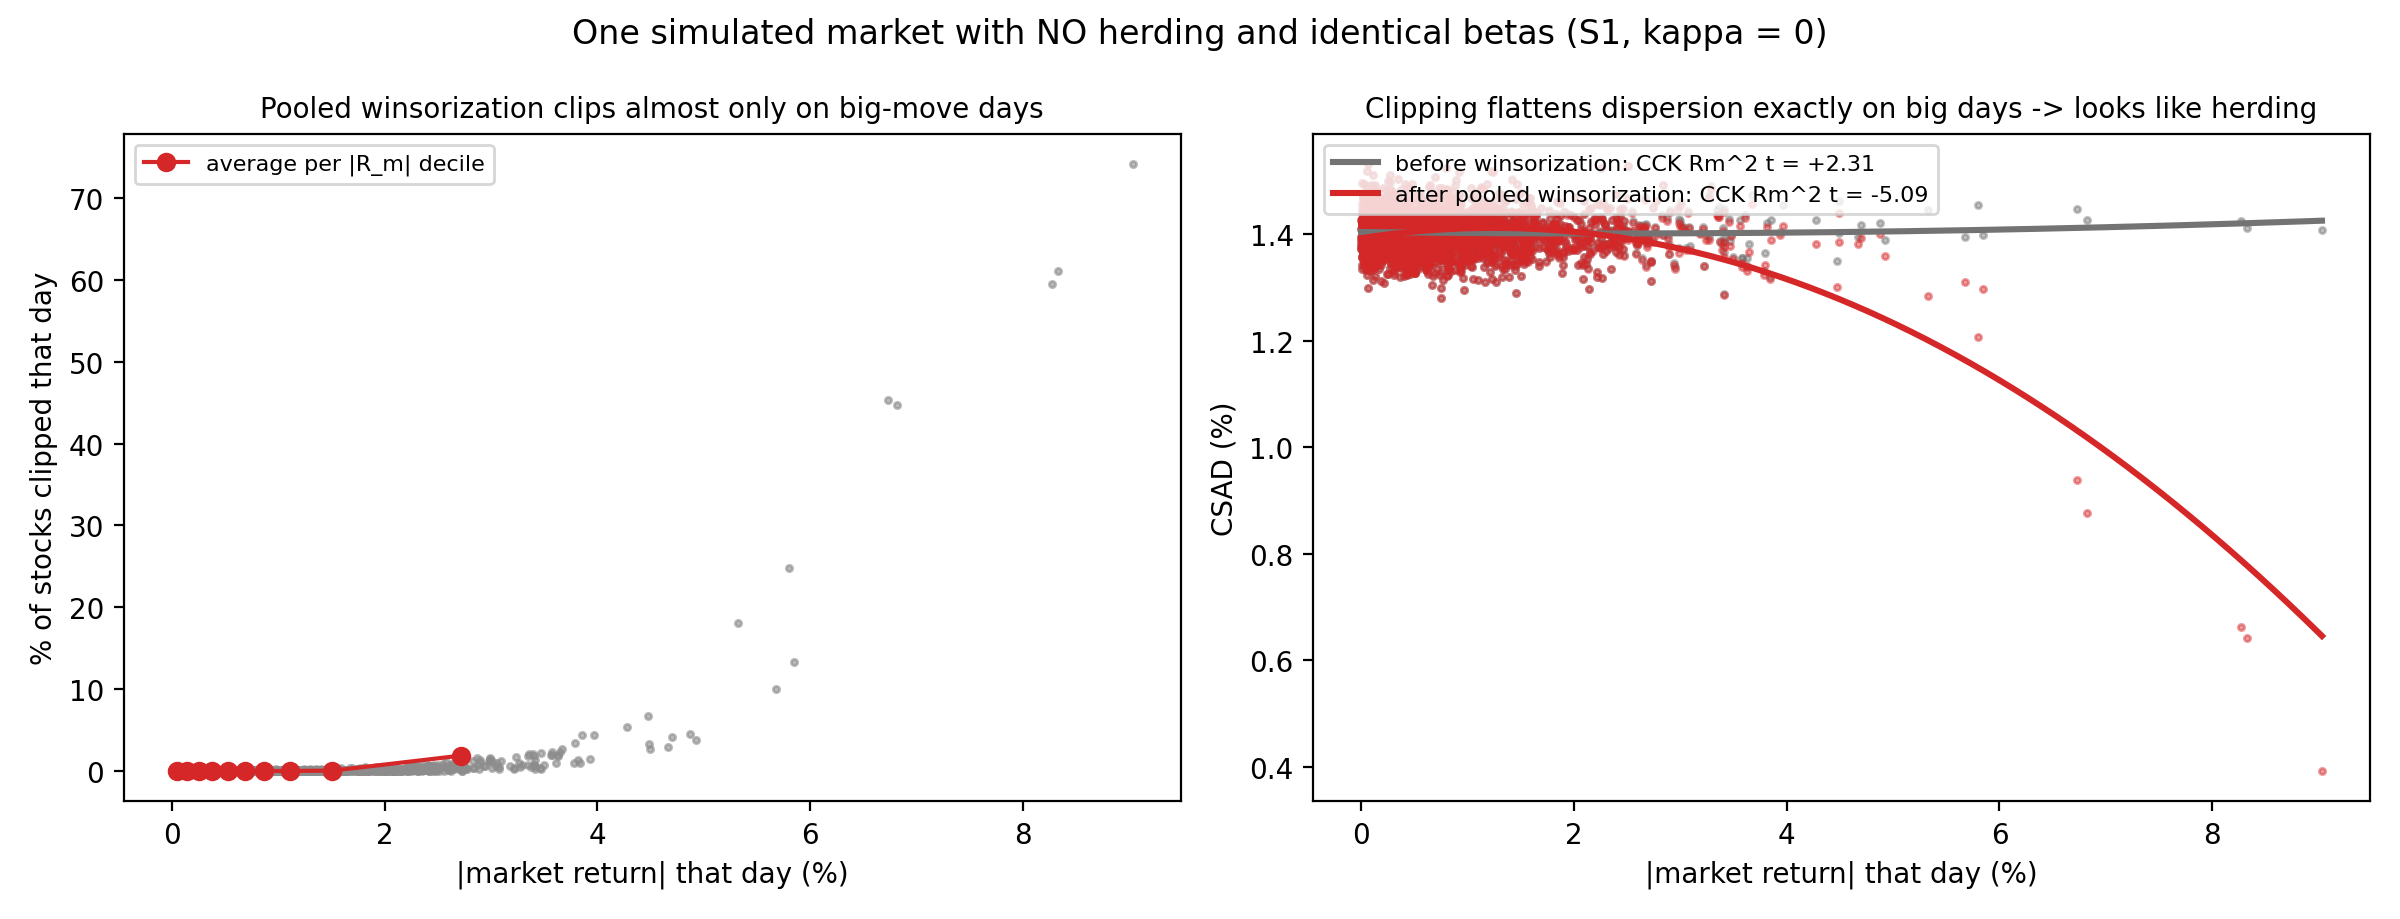 One simulated market with NO herding and identical betas (S1, kappa = 0)
Pooled winsorization clips almost only on big-move days
average per |R_m| decile
% of stocks clipped that day
70
60
50
40
30
20
10
0
0 2 4 6 8
|market return| that day (%)
Clipping flattens dispersion exactly on big days -> looks like herding
before winsorization: CCK Rm^2 t = +2.31
after pooled winsorization: CCK Rm^2 t = -5.09
CSAD (%)
1.4
1.2
1.0
0.8
0.6
0.4
0 2 4 6 8
|market return| that day (%)